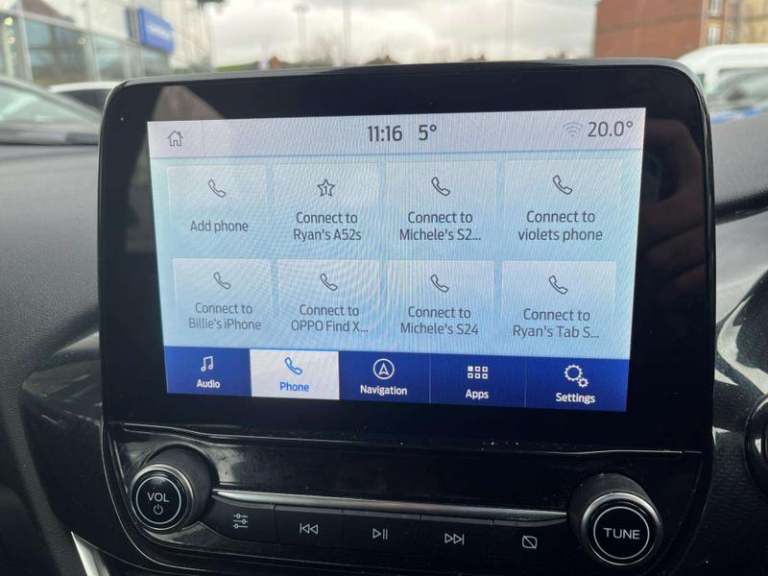 11:16 5° 20.0°
Add phone
1
Connect to
Ryan's A52s
Connect to
Michele's S2...
Connect to
violets phone
Connect to
Billie's iPhone
Connect to
OPPO Find X...
Connect to
Michele's S24
Connect to
Ryan's Tab S...
Audio
Phone
Navigation
Apps
Settings
VOL
TUNE